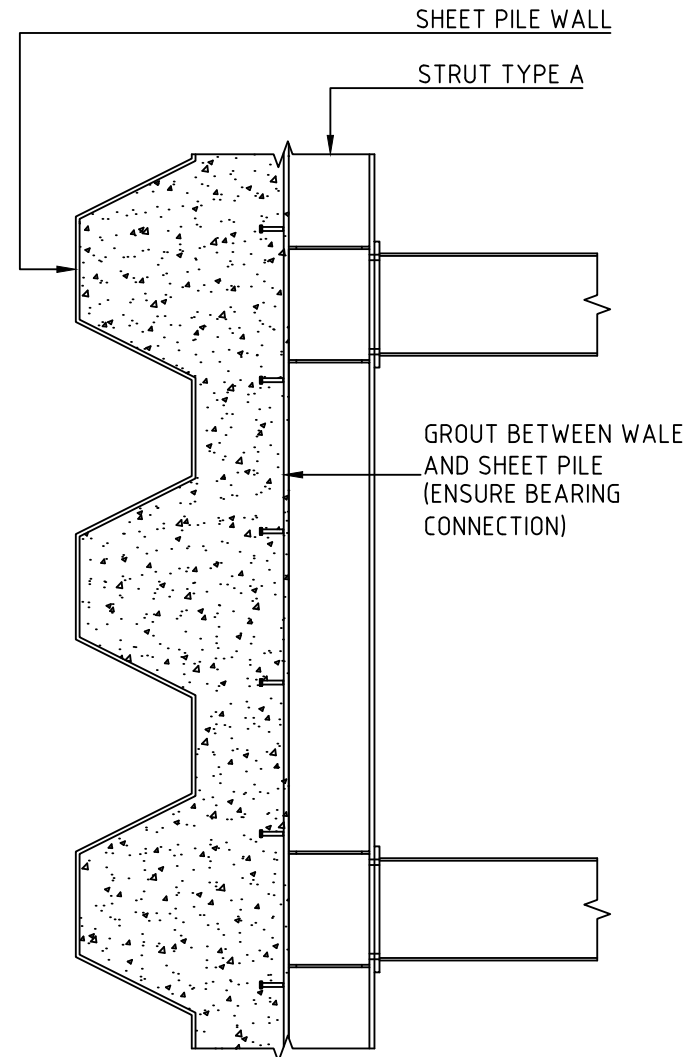 SHEET PILE WALL
STRUT TYPE A
GROUT BETWEEN WALE
AND SHEET PILE
(ENSURE BEARING
CONNECTION)